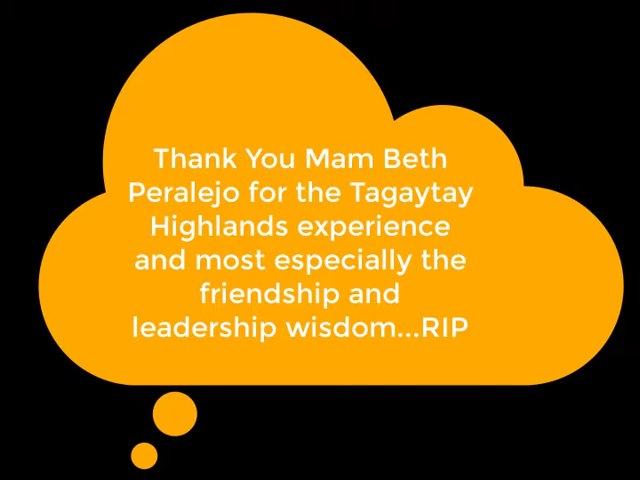 Thank You Mam Beth
Peralejo for the Tagaytay
Highlands experience
and most especially the
friendship and
leadership wisdom...RIP